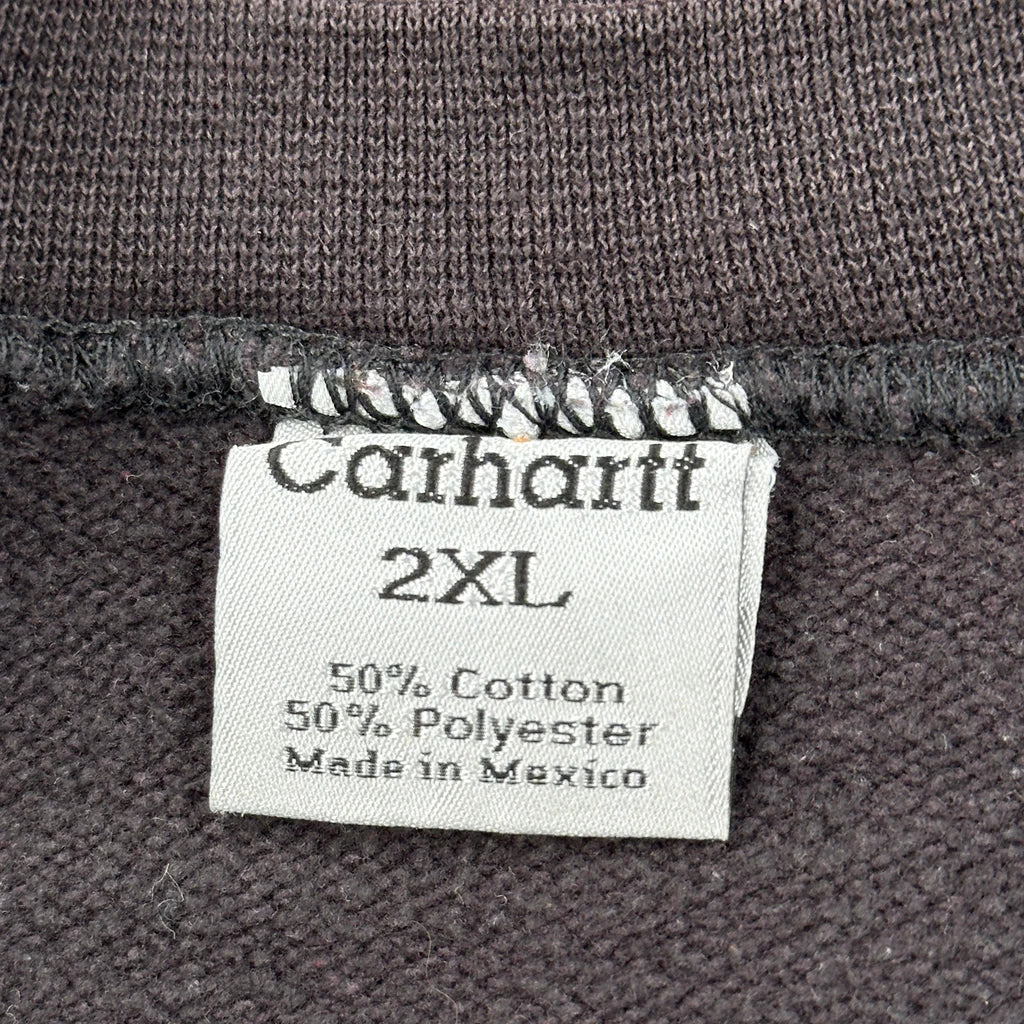 Carhartt
2XL
50% Cotton
50% Polyester
Made in Mexico